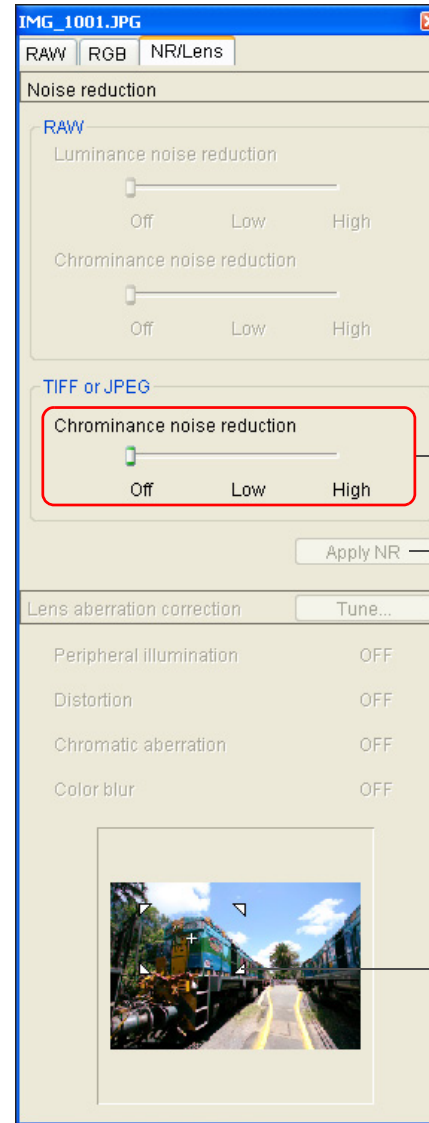 IMG_1001.JPG
RAW RGB NR/Lens
Noise reduction
RAW
Luminance noise reduction
Off Low High
Chrominance noise reduction
Off Low High
TIFF or JPEG
Chrominance noise reduction
Off Low High
Apply NR
Lens aberration correction Tune...
Peripheral illumination OFF
Distortion OFF
Chromatic aberration OFF
Color blur OFF